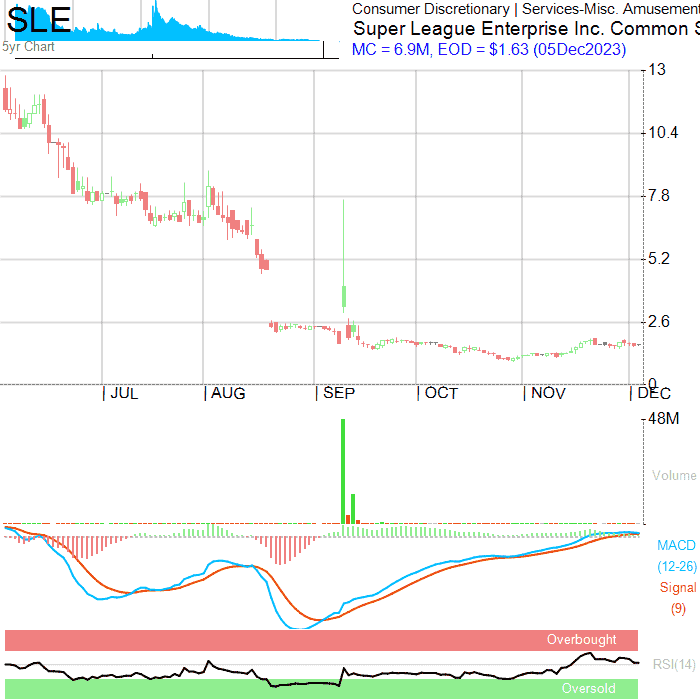 SLE
5yr Chart
Consumer Discretionary | Services-Misc. Amusement
Super League Enterprise Inc. Common S
MC = 6.9M, EOD = $1.63 (05Dec2023)
13
10.4
7.8
5.2
2.6
0
JUL AUG SEP OCT NOV DEC
48M
Volume
MACD
(12-26)
Signal
(9)
Overbought
RSI(14)
Oversold